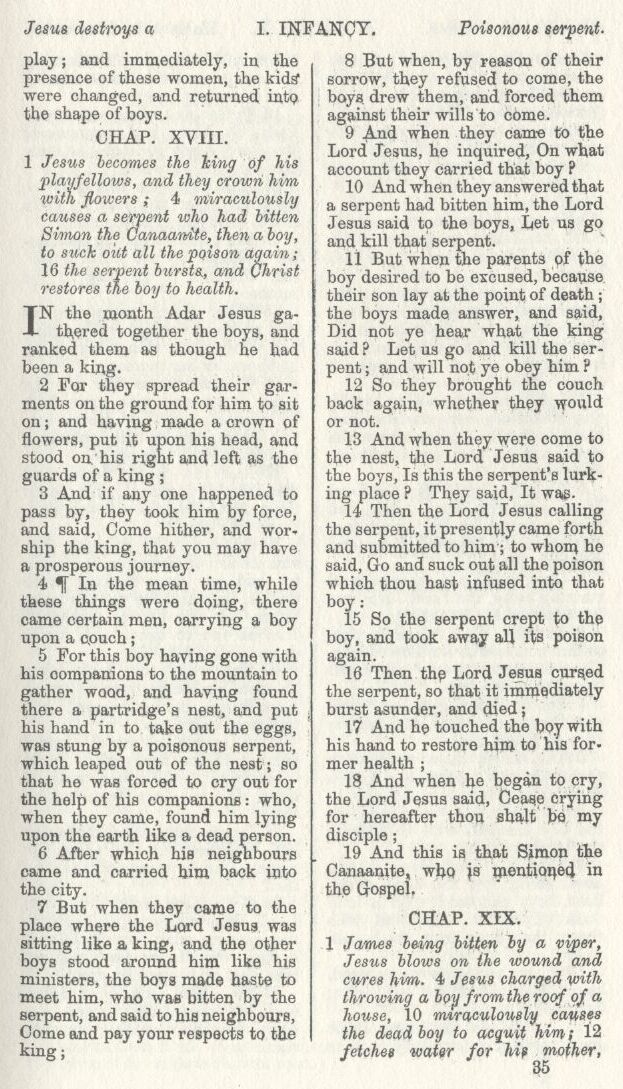 Jesus destroys a I. INFANCY. Poisonous serpent.
play; and immediately, in the
presence of these women, the kids
were changed, and returned into
the shape of boys.
CHAP. XVIII.
1 Jesus becomes the king of his
playfellows, and they crown him
with flowers; 4 miraculously
causes a serpent who had bitten
Simon the Canaanite, then a boy,
to suck out all the poison again;
16 the serpent bursts, and Christ
restores the boy to health.
IN the month Adar Jesus ga-
thered together the boys, and
ranked them as though he had
been a king.
2 For they spread their gar-
ments on the ground for him to sit
on; and having made a crown of
flowers, put it upon his head, and
stood on his right and left as the
guards of a king;
3 And if any one happened to
pass by, they took him by force,
and said, Come hither, and wor-
ship the king, that you may have
a prosperous journey.
4 ¶ In the mean time, while
these things were doing, there
came certain men, carrying a boy
upon a couch;
5 For this boy having gone with
his companions to the mountain to
gather wood, and having found
there a partridge's nest, and put
his hand in to take out the eggs,
was stung by a poisonous serpent,
which leaped out of the nest; so
that he was forced to cry out for
the help of his companions: who,
when they came, found him lying
upon the earth like a dead person.
6 After which his neighbours
came and carried him back into
the city.
7 But when they came to the
place where the Lord Jesus was
sitting like a king, and the other
boys stood around him like his
ministers, the boys made haste to
meet him, who was bitten by the
serpent, and said to his neighbours,
Come and pay your respects to the
king;
8 But when, by reason of their
sorrow, they refused to come, the
boys drew them, and forced them
against their wills to come.
9 And when they came to the
Lord Jesus, he inquired, On what
account they carried that boy?
10 And when they answered that
a serpent had bitten him, the Lord
Jesus said to the boys, Let us go
and kill that serpent.
11 But when the parents of the
boy desired to be excused, because
their son lay at the point of death;
the boys made answer, and said,
Did not ye hear what the king
said? Let us go and kill the ser-
pent; and will not ye obey him?
12 So they brought the couch
back again, whether they would
or not.
13 And when they were come to
the nest, the Lord Jesus said to
the boys, Is this the serpent's lurk-
ing place? They said, It was.
14 Then the Lord Jesus calling
the serpent, it presently came forth
and submitted to him; to whom he
said, Go and suck out all the poison
which thou hast infused into that
boy:
15 So the serpent crept to the
boy, and took away all its poison
again.
16 Then the Lord Jesus cursed
the serpent, so that it immediately
burst asunder, and died;
17 And he touched the boy with
his hand to restore him to his for-
mer health;
18 And when he began to cry,
the Lord Jesus said, Cease crying
for hereafter thou shalt be my
disciple;
19 And this is that Simon the
Canaanite, who is mentioned in
the Gospel.
CHAP. XIX.
1 James being bitten by a viper,
Jesus blows on the wound and
cures him. 4 Jesus charged with
throwing a boy from the roof of a
house, 10 miraculously causes
the dead boy to acquit him; 12
fetches water for his mother,
35